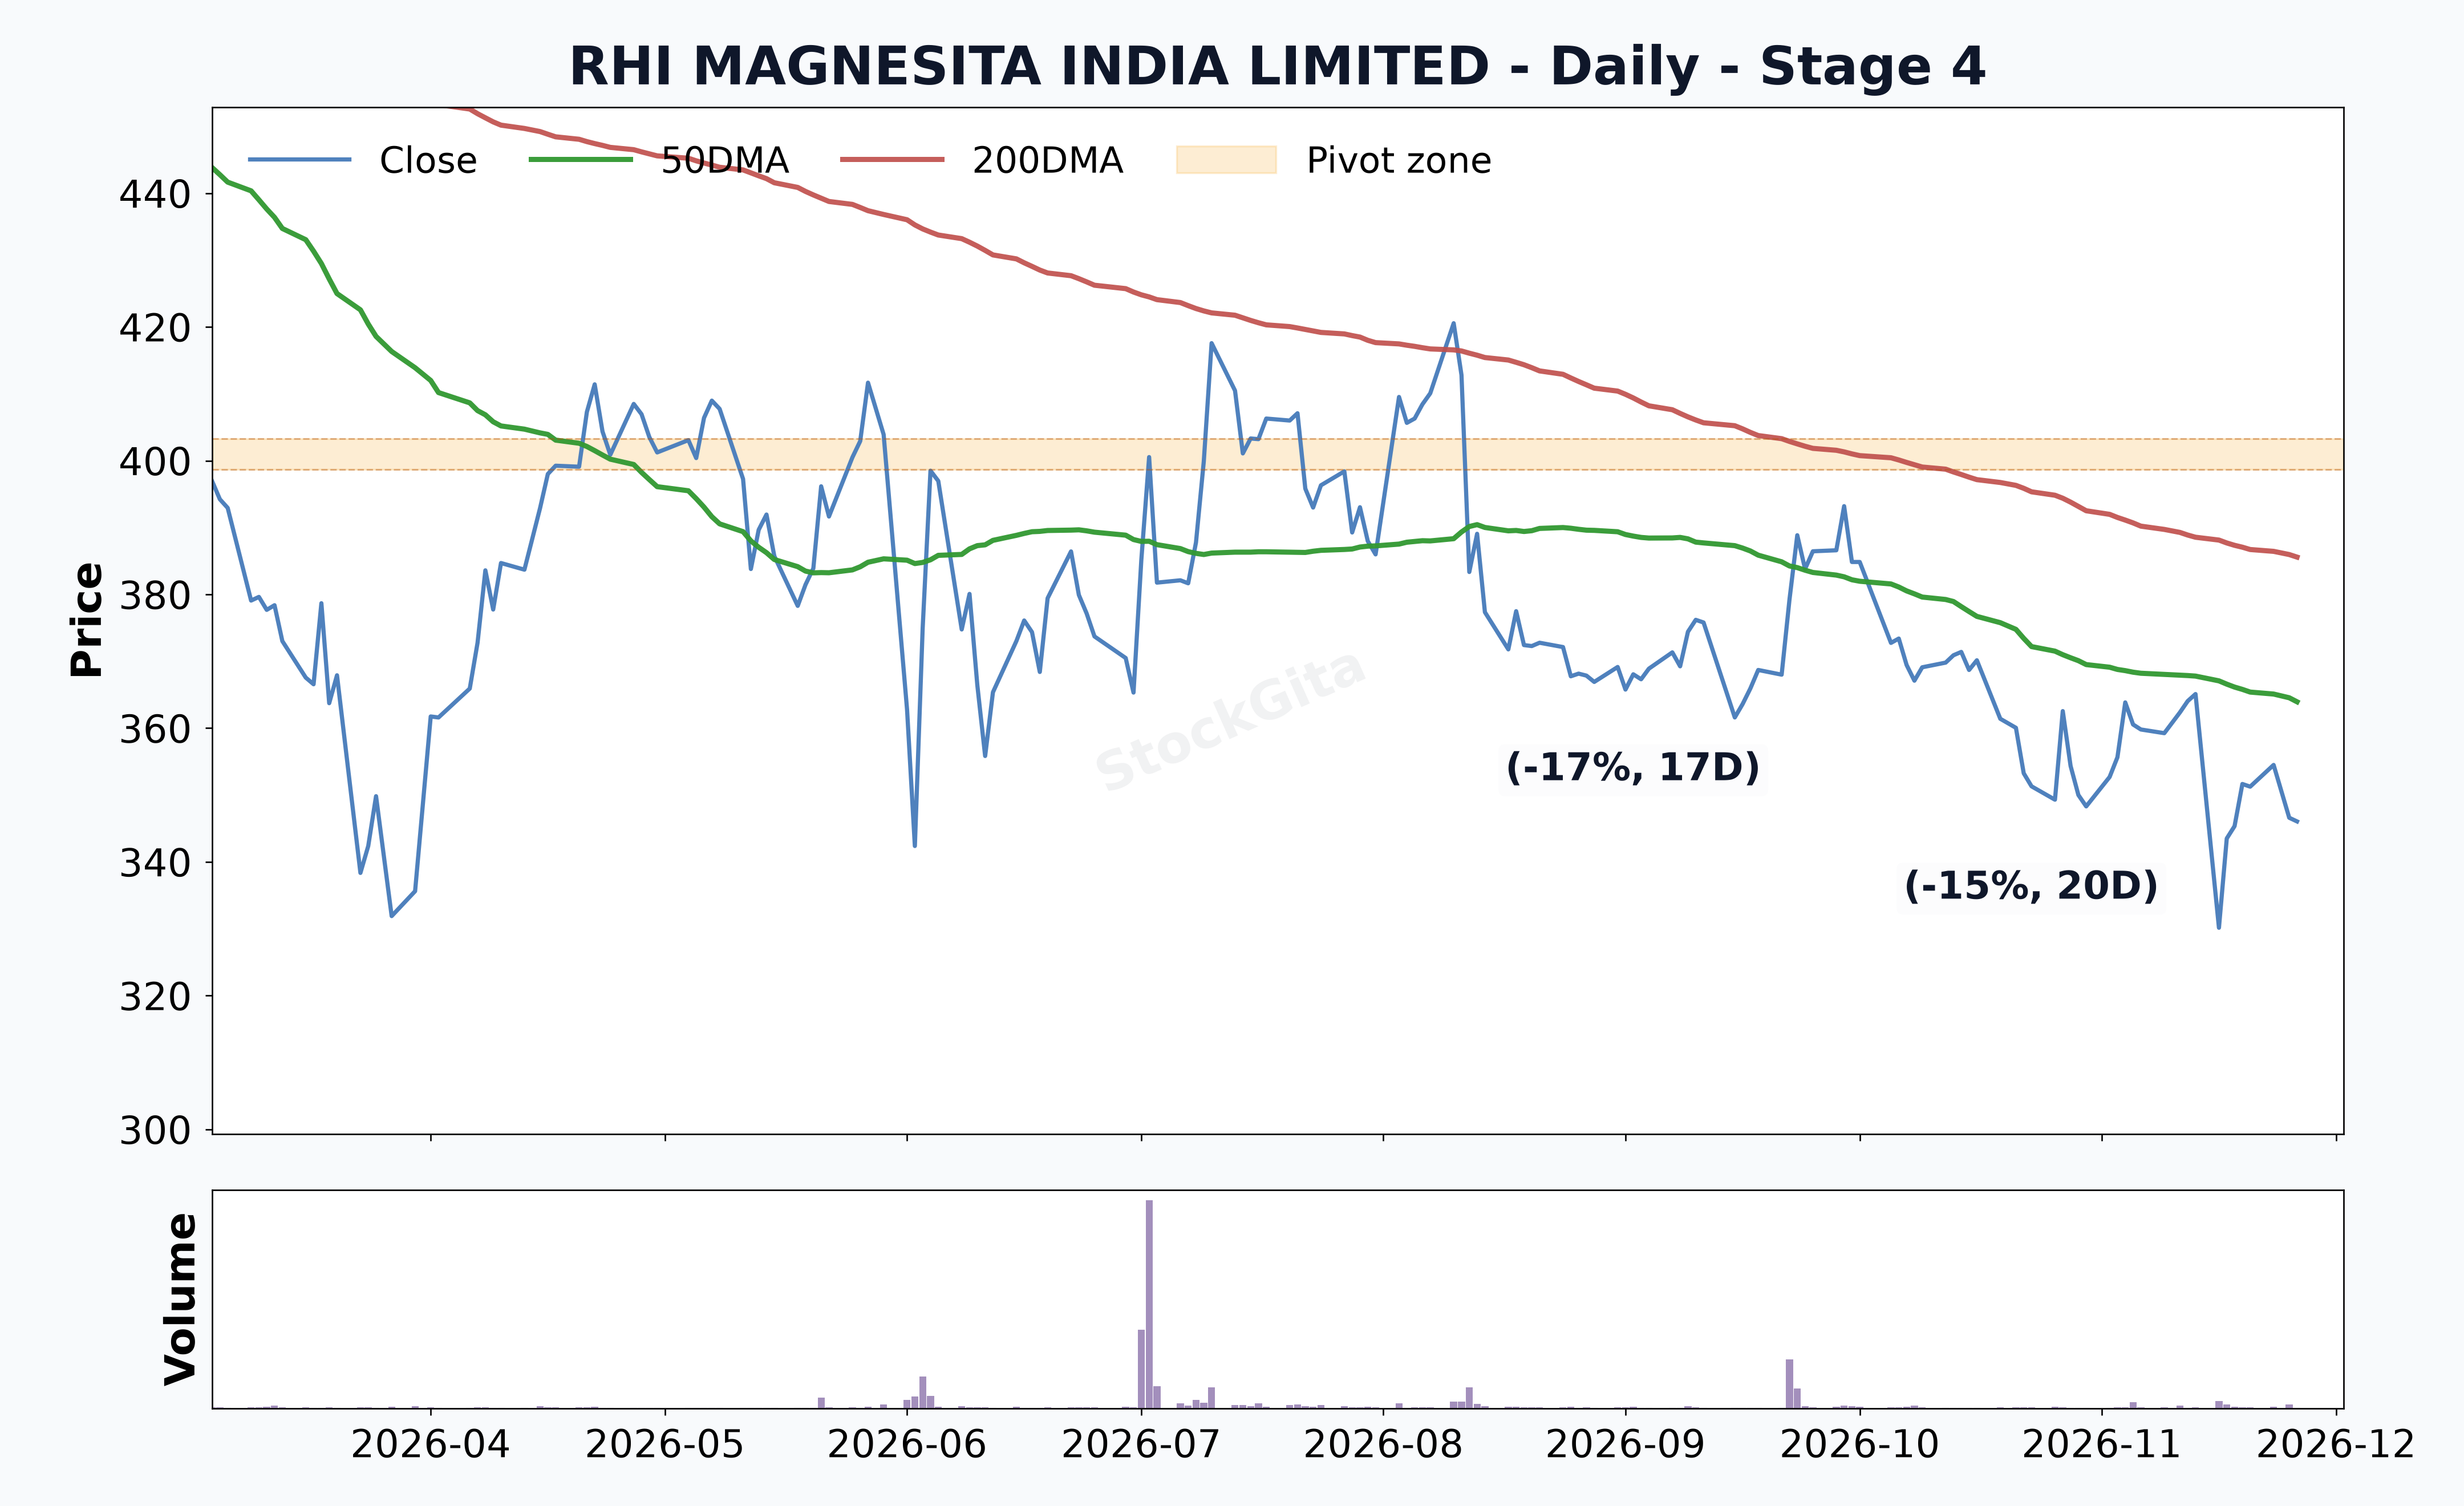 RHI MAGNESITA INDIA LIMITED - Daily - Stage 4
Close 50DMA 200DMA Pivot zone
440
420
400
380
360
340
320
300
Price
StockGita
(-17%, 17D)
(-15%, 20D)
Volume
2026-04 2026-05 2026-06 2026-07 2026-08 2026-09 2026-10 2026-11 2026-12